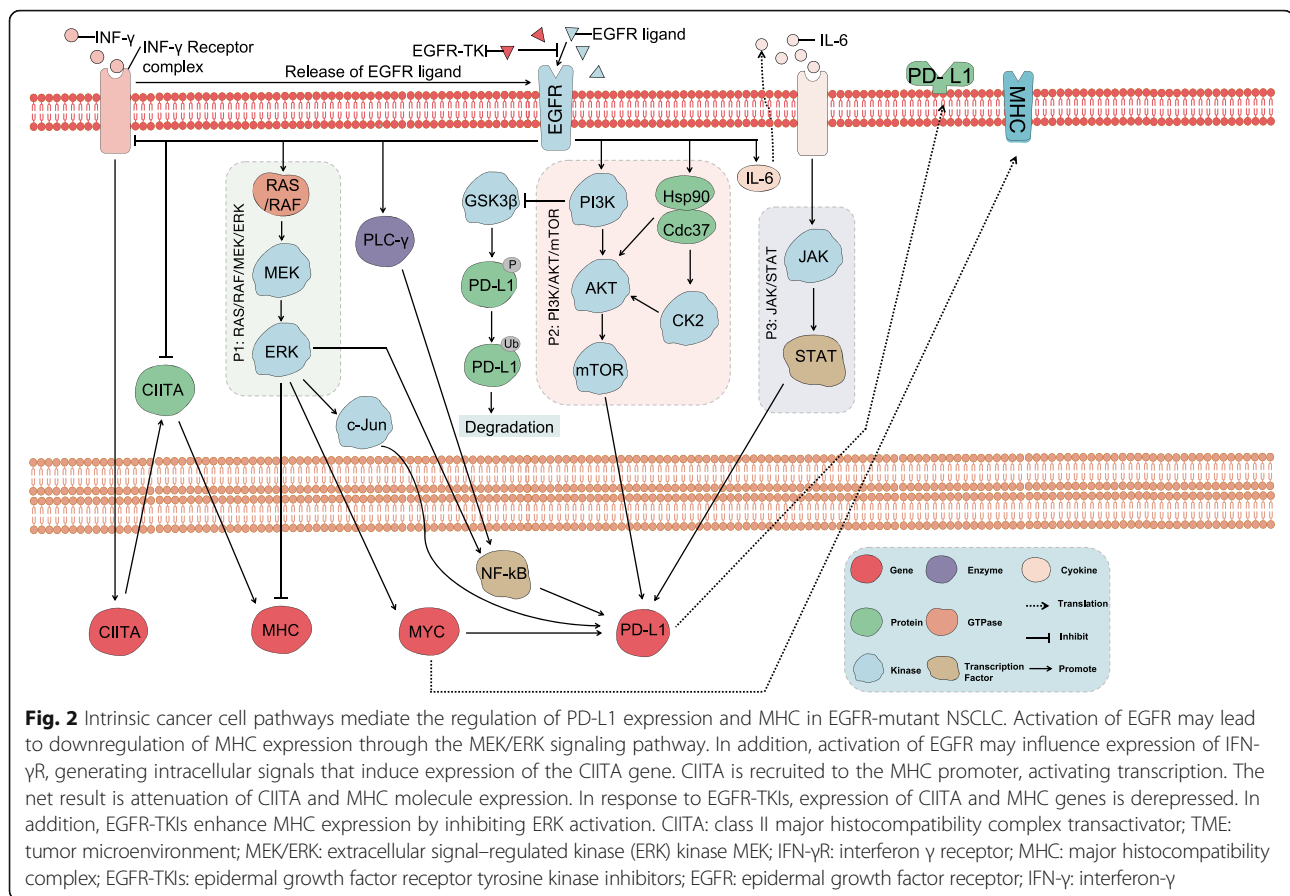 INF-γ
INF-γ Receptor
complex
Release of EGFR ligand
EGFR-TKI
EGFR ligand
EGFR
IL-6
PD- L1
MHC
RAS
/RAF
MEK
ERK
P1: RAS/RAF/MEK/ERK
PLC-γ
GSK3β
P
PD-L1
Ub
PD-L1
Degradation
PI3K
Hsp90
Cdc37
AKT
CK2
mTOR
P2: PI3K/AKT/mTOR
IL-6
JAK
STAT
P3: JAK/STAT
CIITA
c-Jun
NF-kB
CIITA
MHC
MYC
PD-L1
Gene
Enzyme
Cyokine
Translation
Protein
GTPase
Inhibit
Kinase
Transcription
Factor
Promote
Fig. 2 Intrinsic cancer cell pathways mediate the regulation of PD-L1 expression and MHC in EGFR-mutant NSCLC. Activation of EGFR may lead
to downregulation of MHC expression through the MEK/ERK signaling pathway. In addition, activation of EGFR may influence expression of IFN-
γR, generating intracellular signals that induce expression of the CIITA gene. CIITA is recruited to the MHC promoter, activating transcription. The
net result is attenuation of CIITA and MHC molecule expression. In response to EGFR-TKIs, expression of CIITA and MHC genes is derepressed. In
addition, EGFR-TKIs enhance MHC expression by inhibiting ERK activation. CIITA: class II major histocompatibility complex transactivator; TME:
tumor microenvironment; MEK/ERK: extracellular signal–regulated kinase (ERK) kinase MEK; IFN-γR: interferon γ receptor; MHC: major histocompatibility
complex; EGFR-TKIs: epidermal growth factor receptor tyrosine kinase inhibitors; EGFR: epidermal growth factor receptor; IFN-γ: interferon-γ